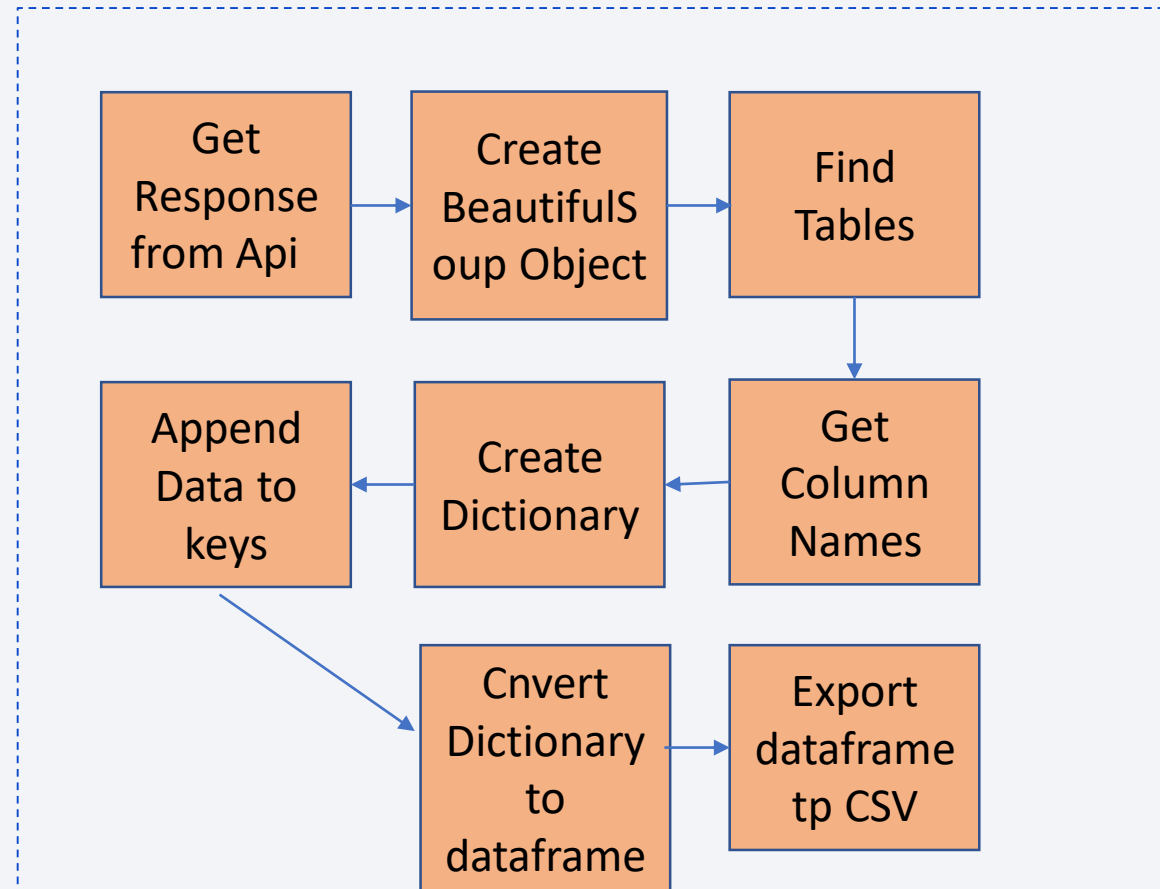 Get
Response
from Api
Create
BeautifulS
oup Object
Find
Tables
Get
Column
Names
Create
Dictionary
Append
Data to
keys
Cnvert
Dictionary
to
dataframe
Export
dataframe
tp CSV